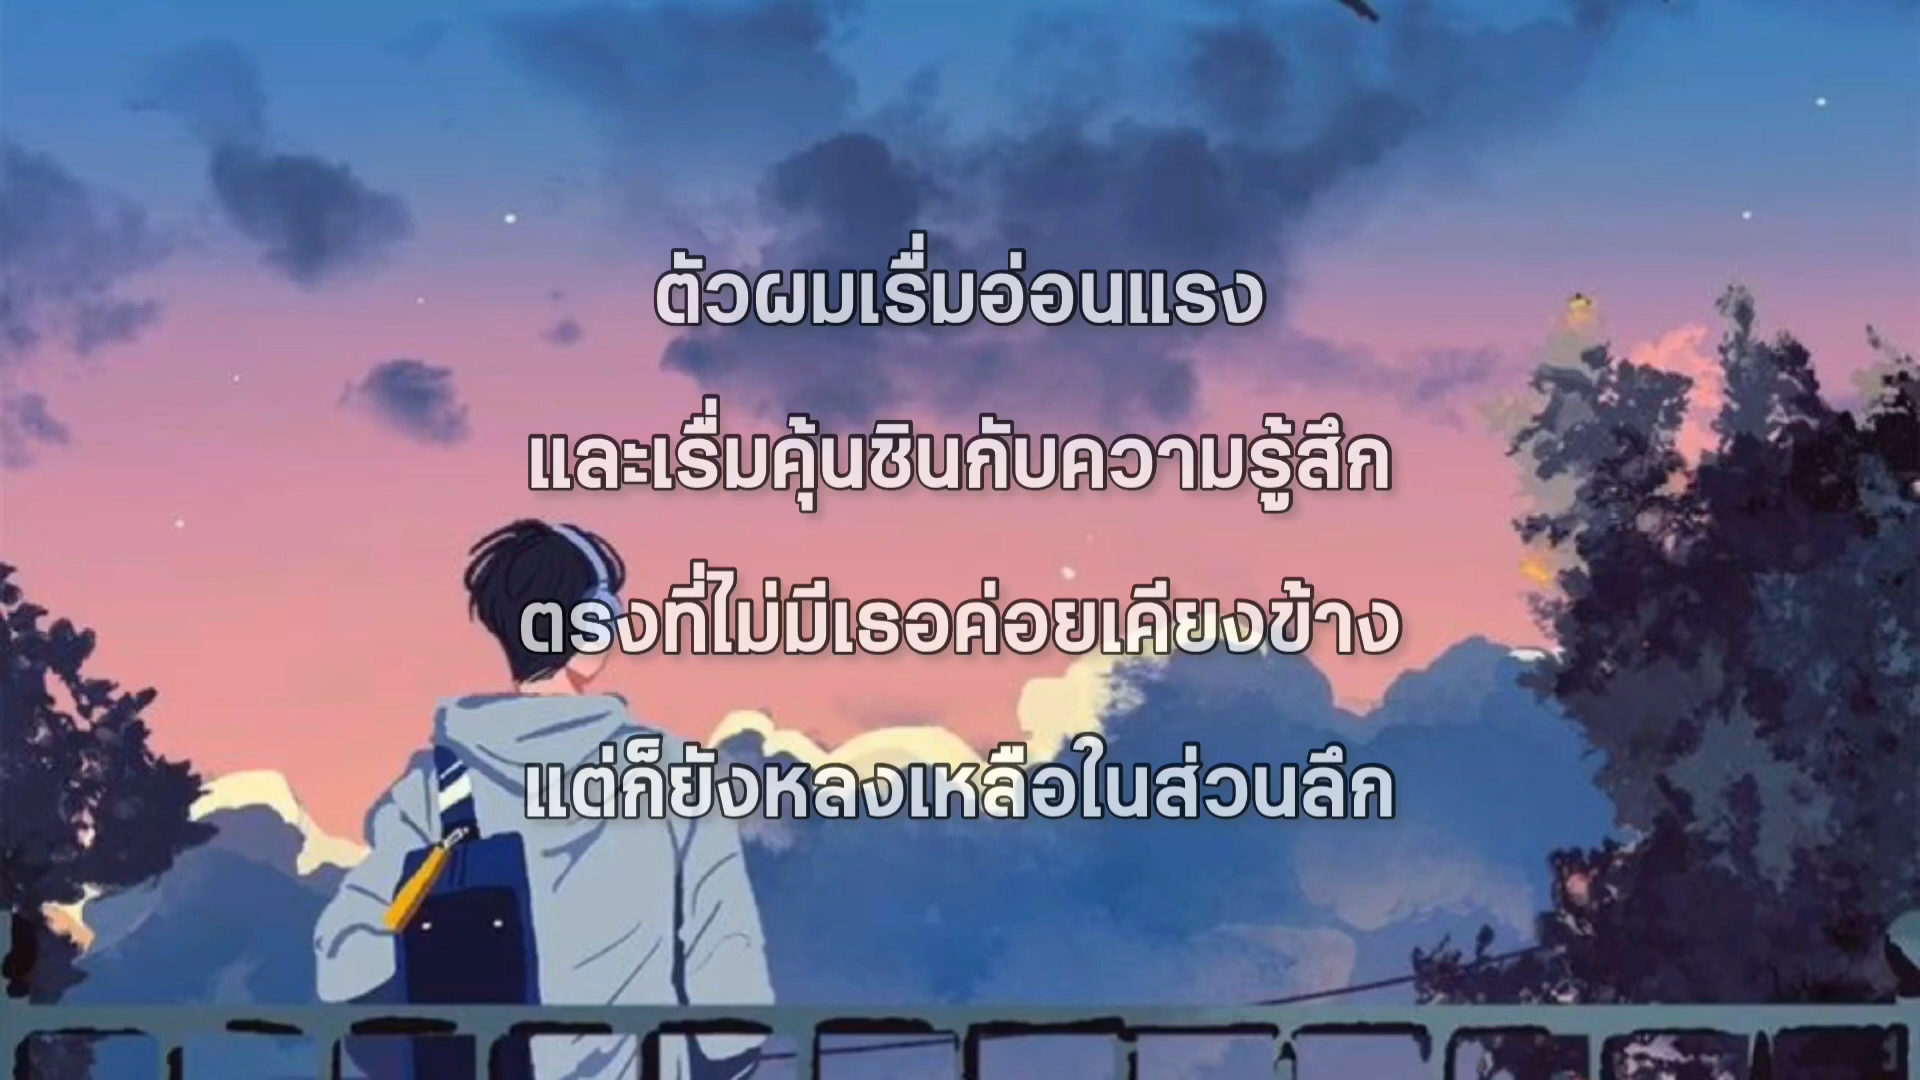 ตัวผมเริ่มอ่อนแรง
และเริ่มคุ้นชินกับความรู้สึก
ตรงที่ไม่มีเธอค่อยเคียงข้าง
แต่ก็ยังหลงเหลือในส่วนลึก